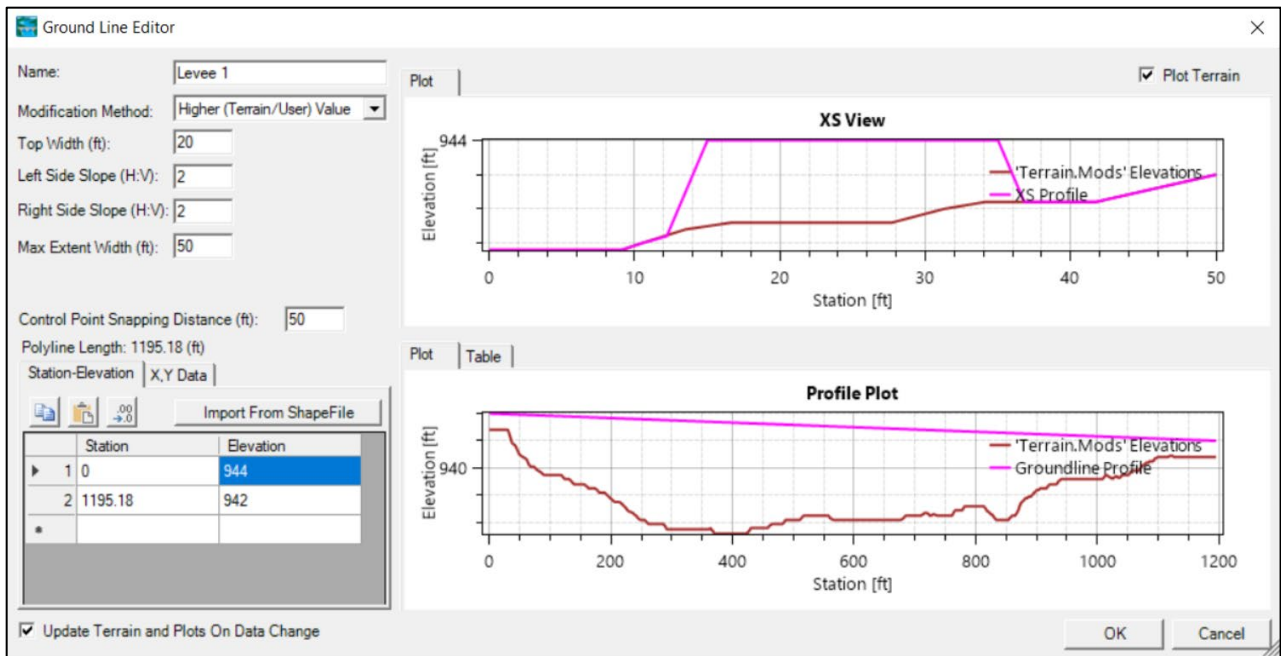 Ground Line Editor
Name: Levee 1
Modification Method: Higher (Terrain/User) Value
Top Width (ft): 20
Left Side Slope (H:V): 2
Right Side Slope (H:V): 2
Max Extent Width (ft): 50
Control Point Snapping Distance (ft): 50
Polyline Length: 1195.18 (ft)
Station-Elevation X,Y Data
.00 →.0 Import From ShapeFile
Station Elevation
1 0 944
2 1195.18 942
*
Update Terrain and Plots On Data Change
Plot Plot Terrain
XS View
944
Elevation [ft]
'Terrain.Mods' Elevations
XS Profile
0 10 20 30 40 50
Station [ft]
Plot Table
Profile Plot
940
Elevation [ft]
'Terrain.Mods' Elevations
Groundline Profile
0 200 400 600 800 1000 1200
Station [ft]
OK Cancel